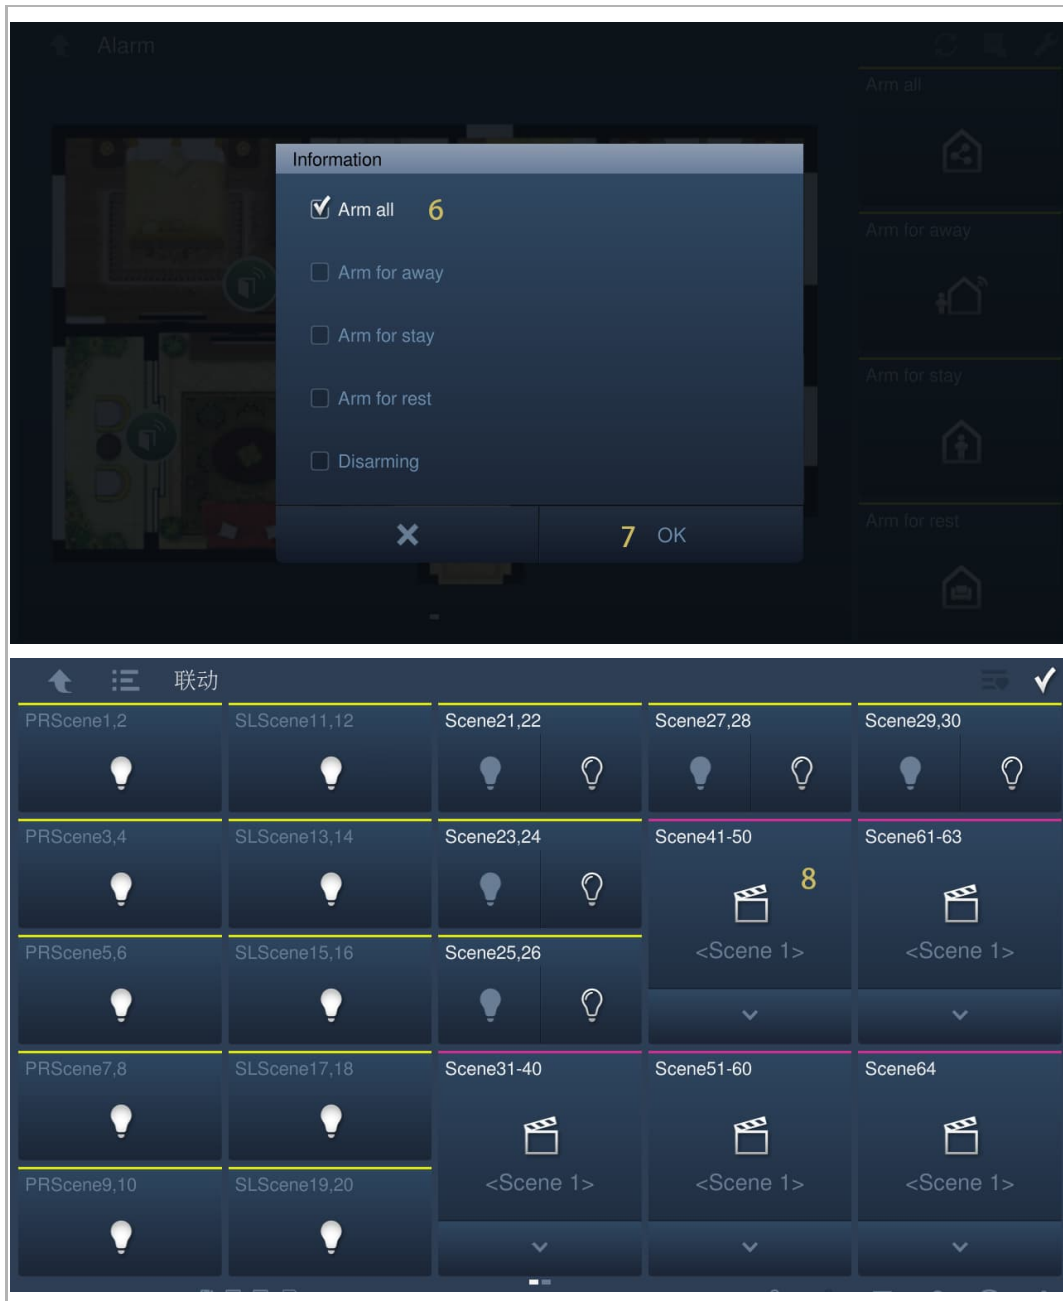 Alarm
Arm all
Information
Arm all 6
Arm for away
Arm for away
Arm for stay
Arm for stay
Arm for rest
Disarming
Arm for rest
7 OK
联动
PRScene1,2 SLScene11,12 Scene21,22 Scene27,28 Scene29,30
PRScene3,4 SLScene13,14 Scene23,24 Scene41-50 Scene61-63
8
PRScene5,6 SLScene15,16 Scene25,26 <Scene 1> <Scene 1>
PRScene7,8 SLScene17,18 Scene31-40 Scene51-60 Scene64
PRScene9,10 SLScene19,20 <Scene 1> <Scene 1> <Scene 1>